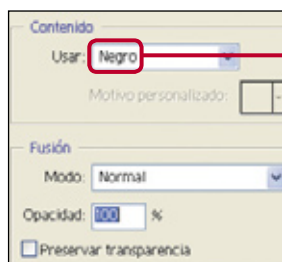 Contenido
Usar: Negro
Motivo personalizado:
Fusión
Modo: Normal
Opacidad: 100 %
Preservar transparencia